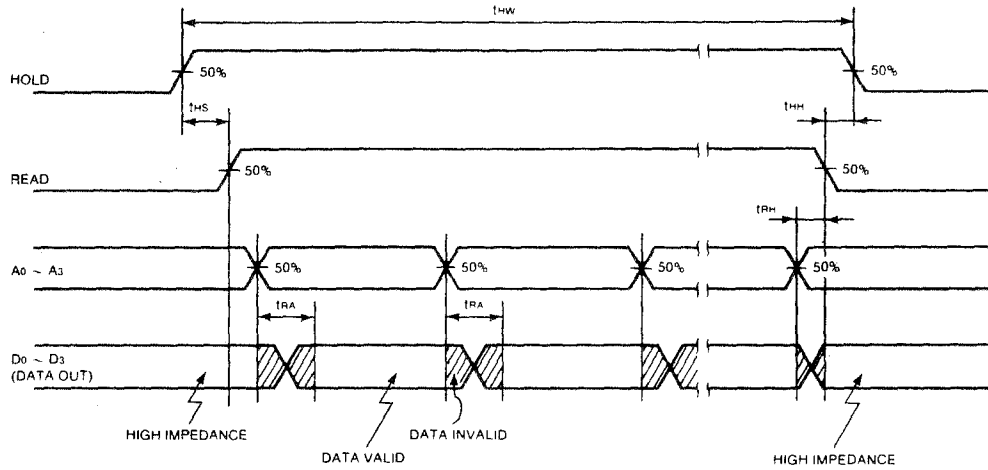 tHW
HOLD
50%
50%
tHS
tHH
READ
50%
50%
tRH
A0 ~ A3
50%
50%
50%
50%
tRA
tRA
D0 ~ D3
(DATA OUT)
HIGH IMPEDANCE
DATA VALID
DATA INVALID
HIGH IMPEDANCE